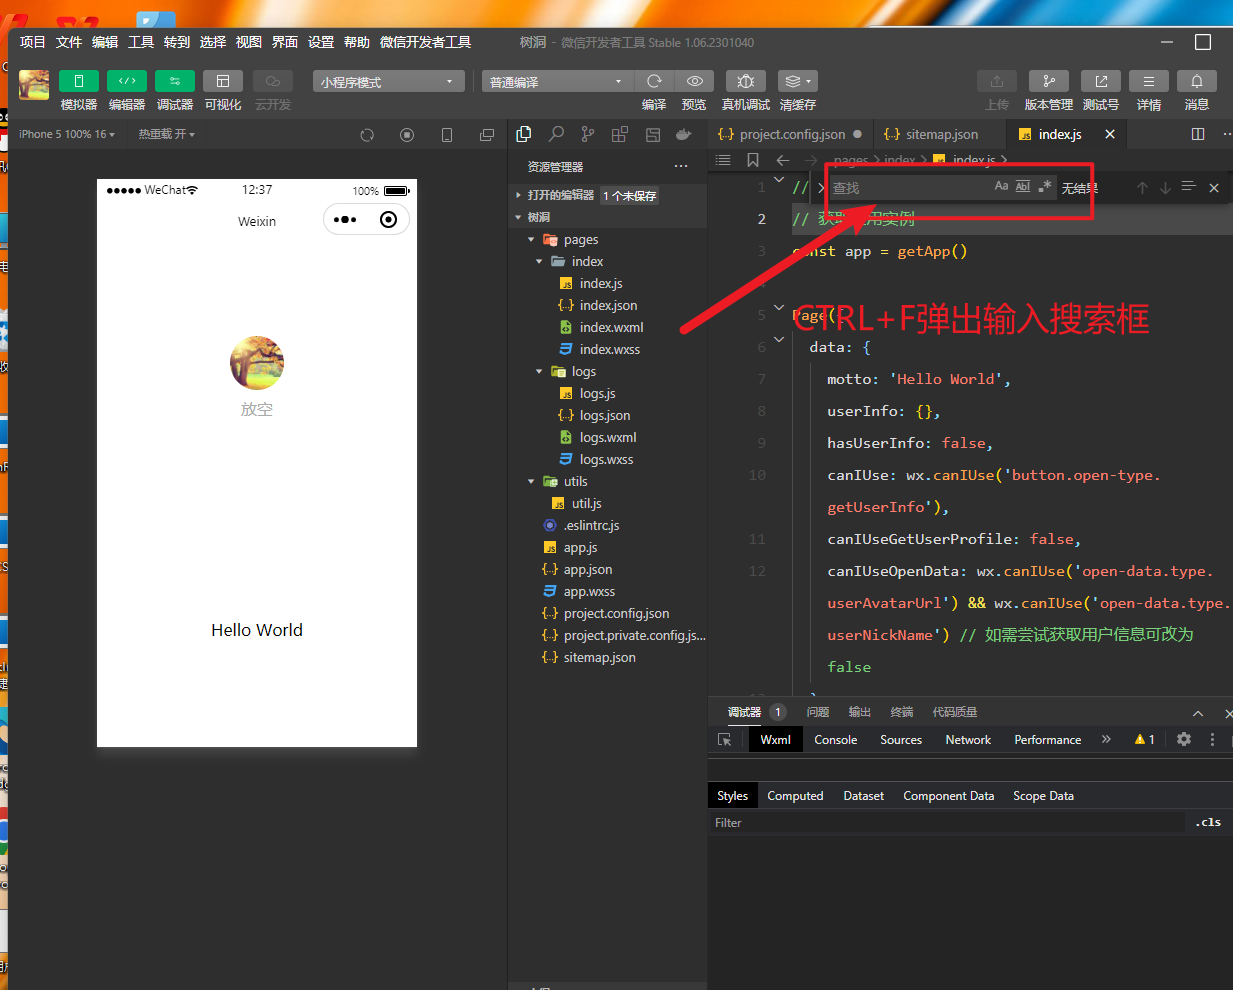 项目 文件 编辑 工具 转到 选择 视图 界面 设置 帮助 微信开发者工具 树洞 - 微信开发者工具 Stable 1.06.2301040
小程序模式 普通编译
模拟器 编辑器 调试器 可视化 云开发 编译 预览 真机调试 清缓存 上传 版本管理 测试号 详情 消息
iPhone 5 100% 16 热重载 开
project.config.json sitemap.json index.js
资源管理器
pages > index > index.js >
打开的编辑器 1 个未保存
树洞
WeChat 12:37 100%
Weixin
放空
Hello World
pages
index
index.js
index.json
index.wxml
index.wxss
logs
logs.js
logs.json
logs.wxml
logs.wxss
utils
util.js
.eslintrc.js
app.js
app.json
app.wxss
project.config.json
project.private.config.js...
sitemap.json
查找 Aa Abl .* 无结果
CTRL+F弹出输入搜索框
1 //
2 // 获取应用实例
3 const app = getApp()
5 Page({
6 data: {
7 motto: 'Hello World',
8 userInfo: {},
9 hasUserInfo: false,
10 canIUse: wx.canIUse('button.open-type.
getUserInfo'),
11 canIUseGetUserProfile: false,
12 canIUseOpenData: wx.canIUse('open-data.type.
userAvatarUrl') && wx.canIUse('open-data.type.
userNickName') // 如需尝试获取用户信息可改为
false
调试器 1 问题 输出 终端 代码质量
Wxml Console Sources Network Performance » 1
Styles Computed Dataset Component Data Scope Data
Filter .cls